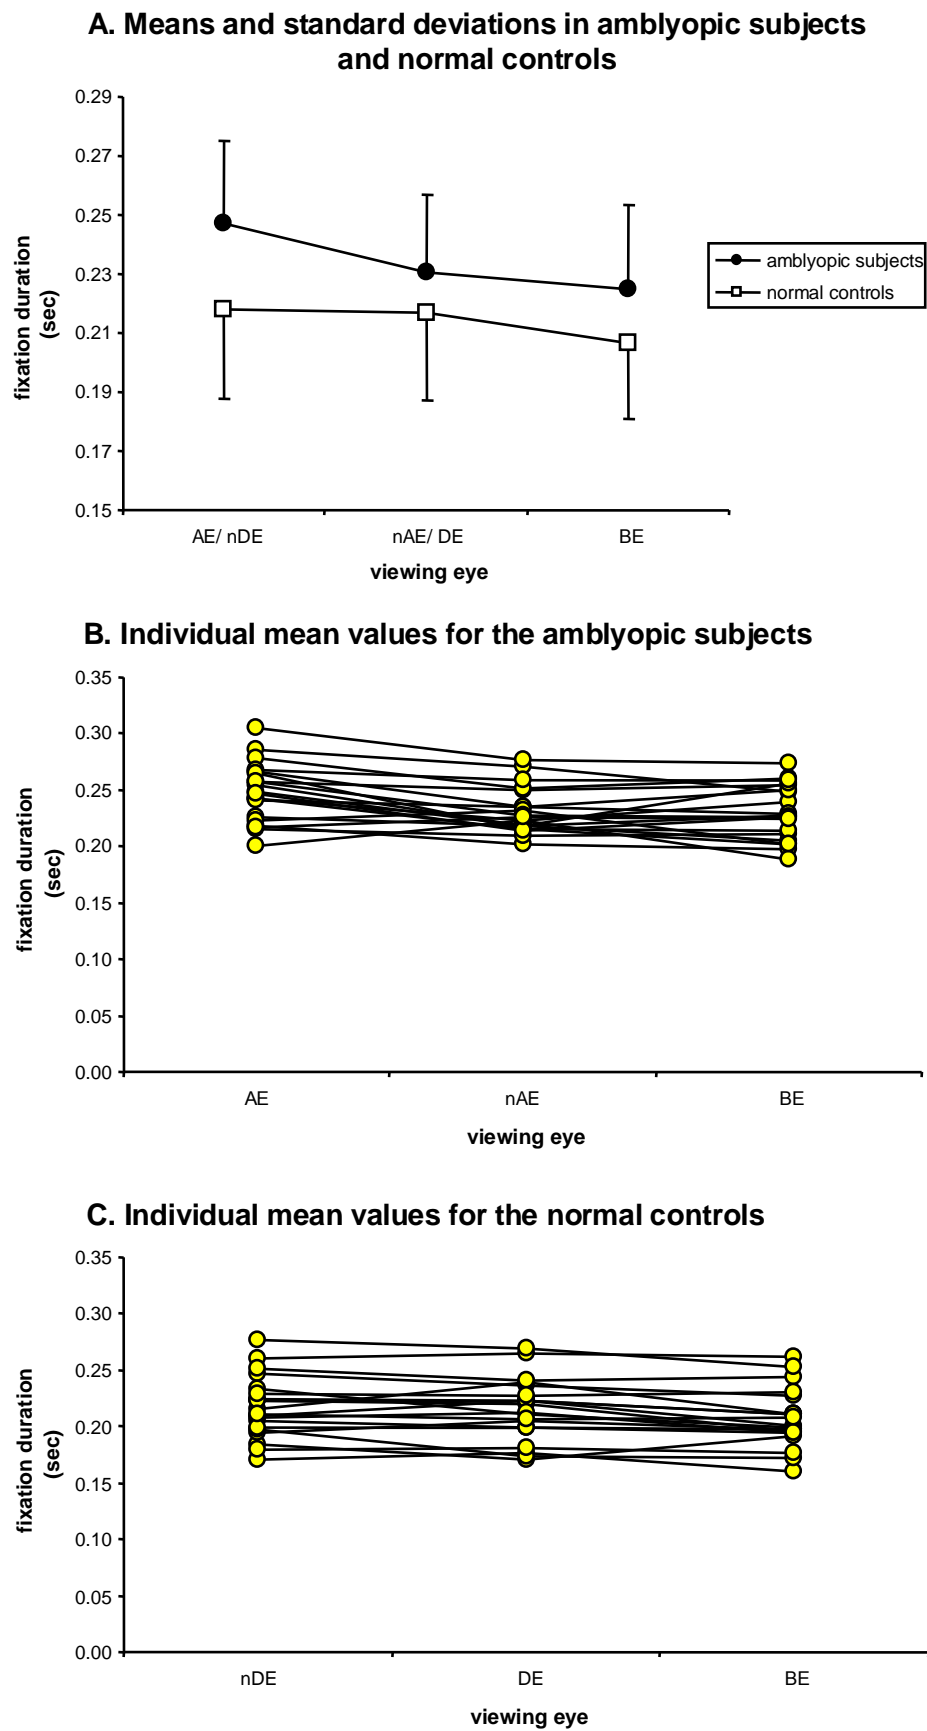 A. Means and standard deviations in amblyopic subjects
and normal controls
0.29
0.27
0.25
0.23
0.21
0.19
0.17
0.15
fixation duration
(sec)
amblyopic subjects
normal controls
AE/ nDE
nAE/ DE
BE
viewing eye
B. Individual mean values for the amblyopic subjects
0.35
0.30
0.25
0.20
0.15
0.10
0.05
0.00
fixation duration
(sec)
AE
nAE
BE
viewing eye
C. Individual mean values for the normal controls
0.35
0.30
0.25
0.20
0.15
0.10
0.05
0.00
fixation duration
(sec)
nDE
DE
BE
viewing eye